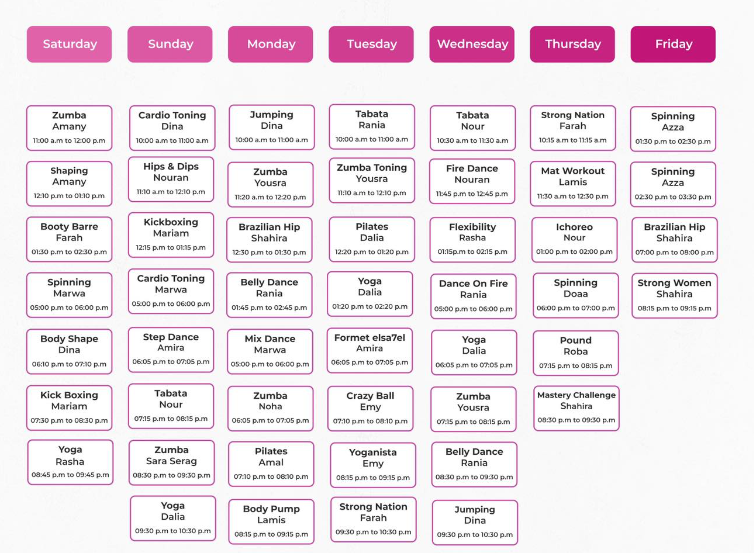 Saturday
Sunday
Monday
Tuesday
Wednesday
Thursday
Friday
Zumba
Amany
11:00 a.m to 12:00 p.m
Shaping
Amany
12:10 p.m to 01:10 p.m
Booty Barre
Farah
01:30 p.m to 02:30 p.m
Spinning
Marwa
05:00 p.m to 06:00 p.m
Body Shape
Dina
06:10 p.m to 07:10 p.m
Kick Boxing
Mariam
07:30 p.m to 08:30 p.m
Yoga
Rasha
08:45 p.m to 09:45 p.m
Cardio Toning
Dina
10:00 a.m to 11:00 a.m
Hips & Dips
Nouran
11:10 a.m to 12:10 p.m
Kickboxing
Mariam
12:15 p.m to 01:15 p.m
Cardio Toning
Marwa
05:00 p.m to 06:00 p.m
Step Dance
Amira
06:05 p.m to 07:05 p.m
Tabata
Nour
07:15 p.m to 08:15 p.m
Zumba
Sara Serag
08:30 p.m to 09:30 p.m
Yoga
Dalia
09:30 p.m to 10:30 p.m
Jumping
Dina
10:00 a.m to 11:00 a.m
Zumba
Yousra
11:20 a.m to 12:20 p.m
Brazilian Hip
Shahira
12:30 p.m to 01:30 p.m
Belly Dance
Rania
01:45 p.m to 02:45 p.m
Mix Dance
Marwa
05:00 p.m to 06:00 p.m
Zumba
Noha
06:05 p.m to 07:05 p.m
Pilates
Amal
07:10 p.m to 08:10 p.m
Body Pump
Lamis
08:15 p.m to 09:15 p.m
Tabata
Rania
10:00 a.m to 11:00 a.m
Zumba Toning
Yousra
11:10 a.m to 12:10 p.m
Pilates
Dalia
12:20 p.m to 01:20 p.m
Yoga
Dalia
01:20 p.m to 02:20 p.m
Formet elsa7el
Amira
06:05 p.m to 07:05 p.m
Crazy Ball
Emy
07:10 p.m to 08:10 p.m
Yoganista
Emy
08:15 p.m to 09:15 p.m
Strong Nation
Farah
09:30 p.m to 10:30 p.m
Tabata
Nour
10:30 a.m to 11:30 a.m
Fire Dance
Nouran
11:45 p.m to 12:45 p.m
Flexibility
Rasha
01:15p.m to 02:15 p.m
Dance On Fire
Rania
05:00 p.m to 06:00 p.m
Yoga
Dalia
06:05 p.m to 07:05 p.m
Zumba
Yousra
07:15 p.m to 08:15 p.m
Belly Dance
Rania
08:30 p.m to 09:30 p.m
Jumping
Dina
09:30 p.m to 10:30 p.m
Strong Nation
Farah
10:15 a.m to 11:15 a.m
Mat Workout
Lamis
11:30 a.m to 12:30 p.m
Ichoreo
Nour
01:00 p.m to 02:00 p.m
Spinning
Doaa
06:00 p.m to 07:00 p.m
Pound
Roba
07:15 p.m to 08:15 p.m
Mastery Challenge
Shahira
08:30 p.m to 09:30 p.m
Spinning
Azza
01:30 p.m to 02:30 p.m
Spinning
Azza
02:30 p.m to 03:30 p.m
Brazilian Hip
Shahira
07:00 p.m to 08:00 p.m
Strong Women
Shahira
08:15 p.m to 09:15 p.m